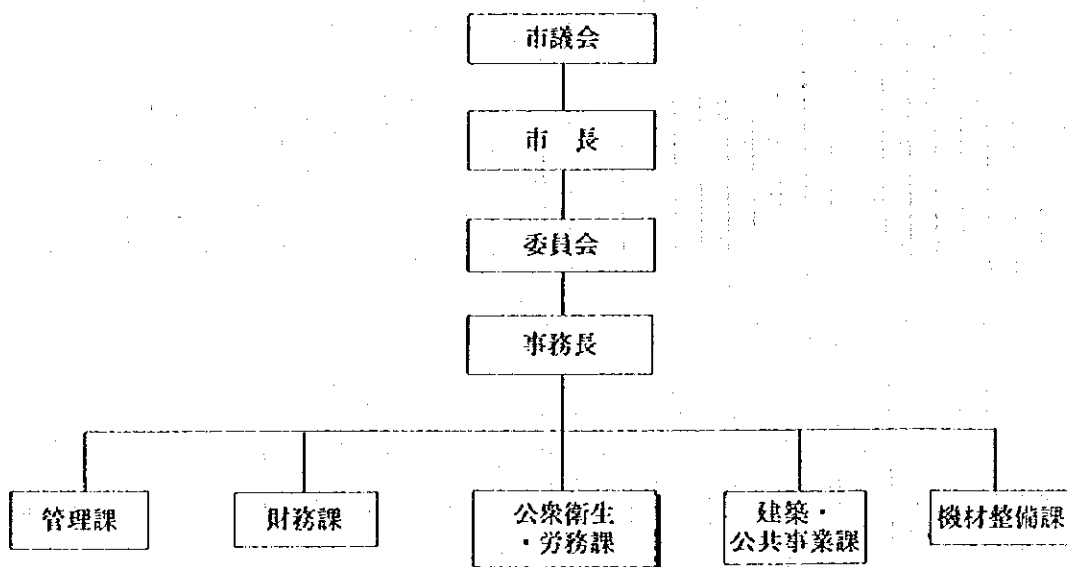 市議会
市 長
委員会
事務長
管理課
財務課
公衆衛生
・労務課
建築・
公共事業課
機材整備課